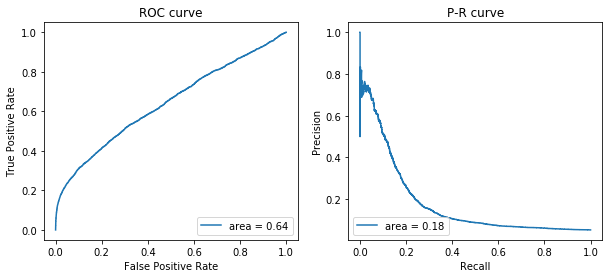 ROC curve
True Positive Rate
1.0
0.8
0.6
0.4
0.2
0.0
area = 0.64
0.0 0.2 0.4 0.6 0.8 1.0
False Positive Rate
P-R curve
Precision
1.0
0.8
0.6
0.4
0.2
area = 0.18
0.0 0.2 0.4 0.6 0.8 1.0
Recall